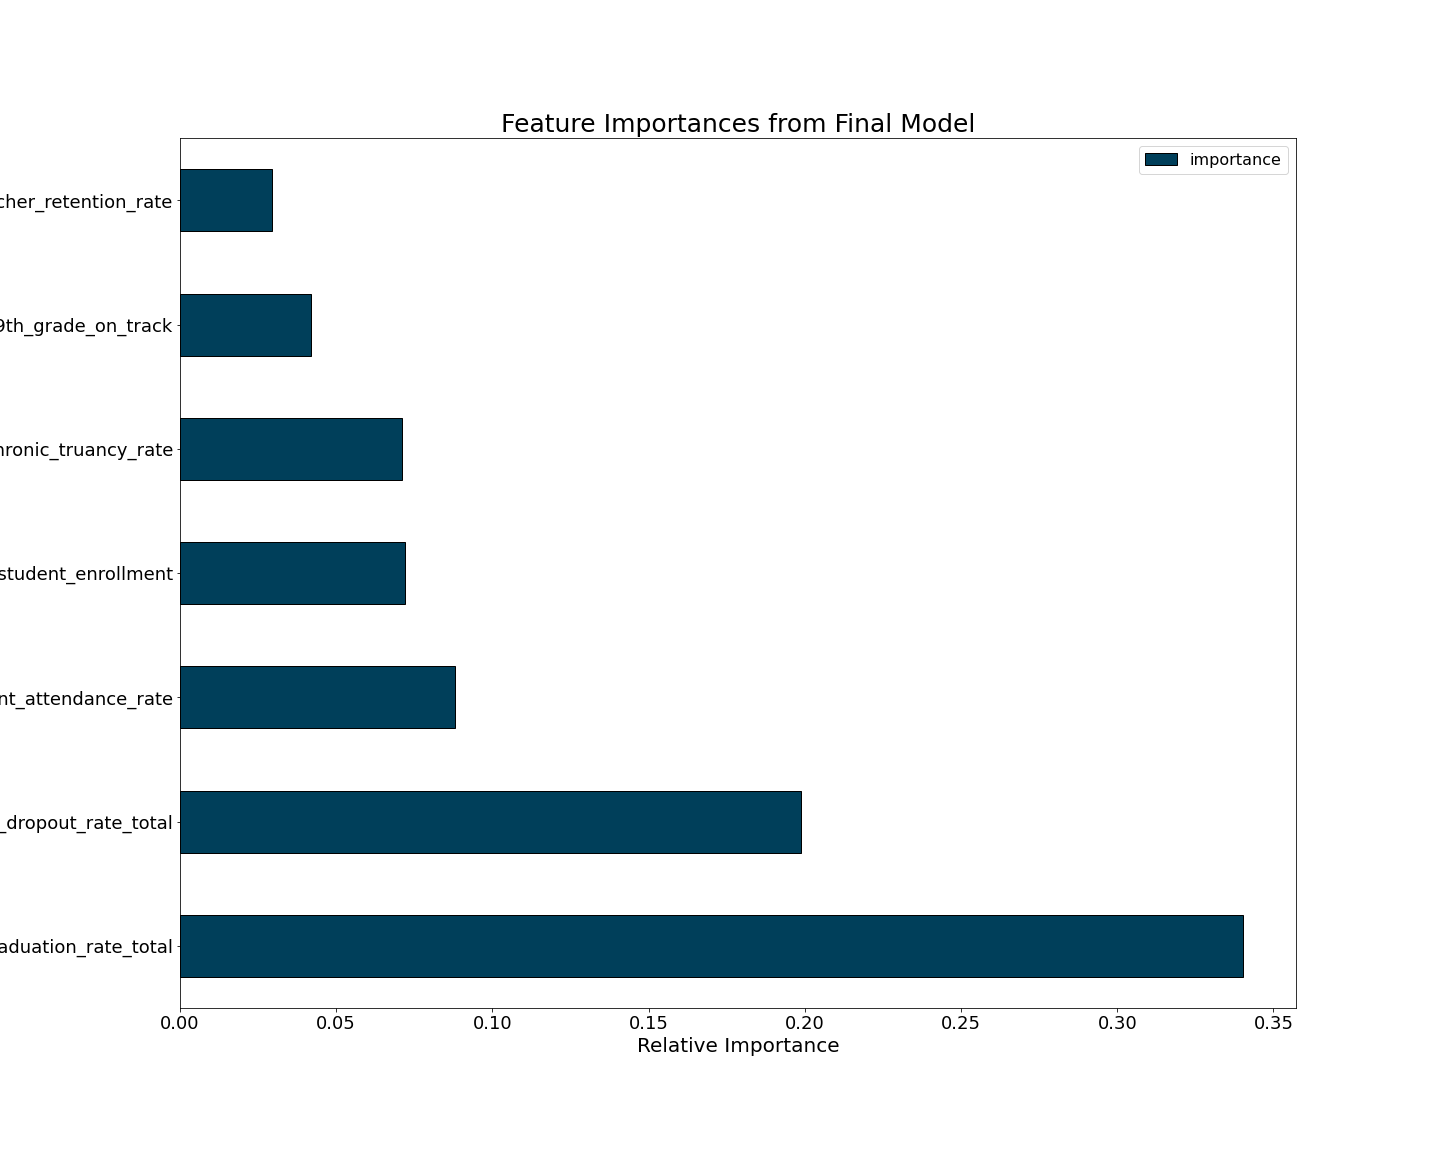 Feature Importances from Final Model
importance
cher_retention_rate
9th_grade_on_track
hronic_truancy_rate
student_enrollment
nt_attendance_rate
_dropout_rate_total
aduation_rate_total
0.00 0.05 0.10 0.15 0.20 0.25 0.30 0.35
Relative Importance